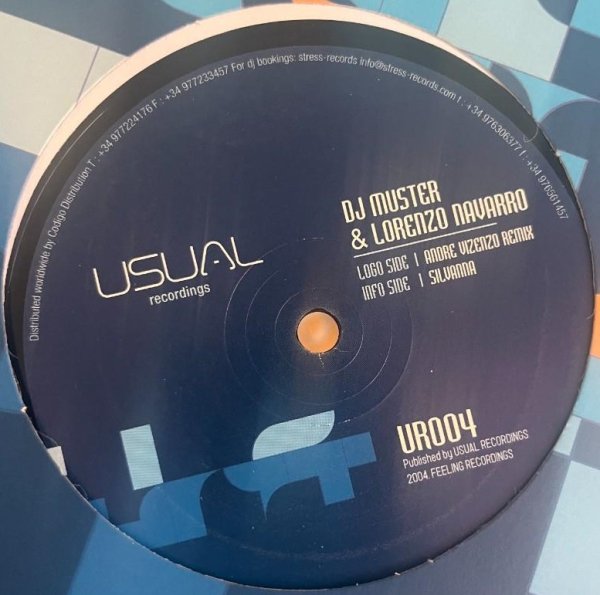 Distributed worldwide by Codigo Distribution T: +34 977224176 F: +34 977233457 For dj bookings: stress-records info@stress-records.com t: +34 976306377 f: +34 976561457
USUAL
recordings
DJ MUSTER
& LORENZO NAVARRO
LOGO SIDE | ANDRE VIZENZO REMIX
INFO SIDE | SILVANNA
UR004
Published by USUAL RECORDINGS
2004, FEELING RECORDINGS